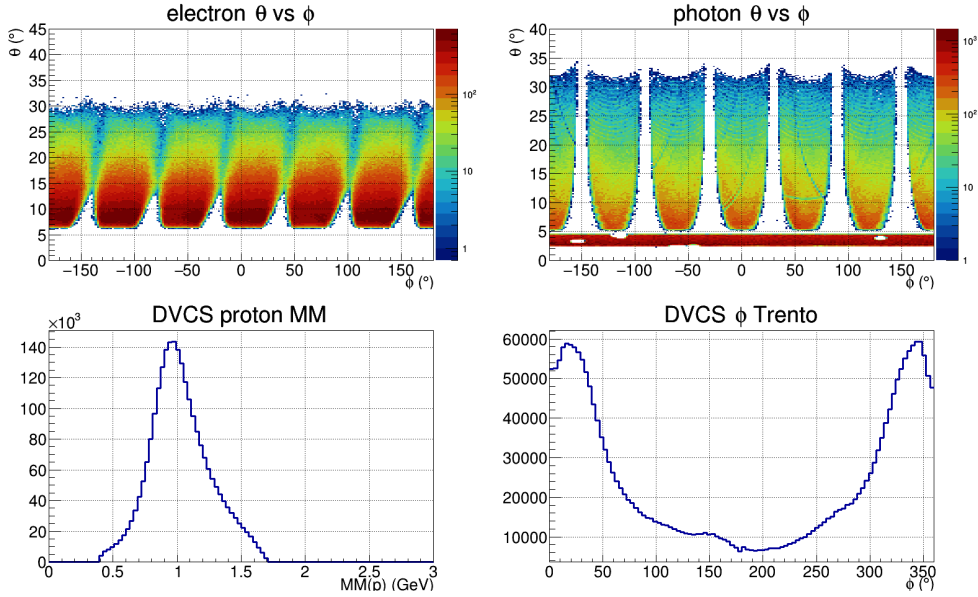 electron θ vs ϕ
θ (°)
45
40
35
30
25
20
15
10
5
0
−150 −100 −50 0 50 100 150
ϕ (°)
10²
10
1
photon θ vs ϕ
θ (°)
40
35
30
25
20
15
10
5
0
−150 −100 −50 0 50 100 150
ϕ (°)
10³
10²
10
1
DVCS proton MM
×10³
140
120
100
80
60
40
20
0
0 0.5 1 1.5 2 2.5 3
MM(p) (GeV)
DVCS ϕ Trento
60000
50000
40000
30000
20000
10000
0 50 100 150 200 250 300 350
ϕ (°)